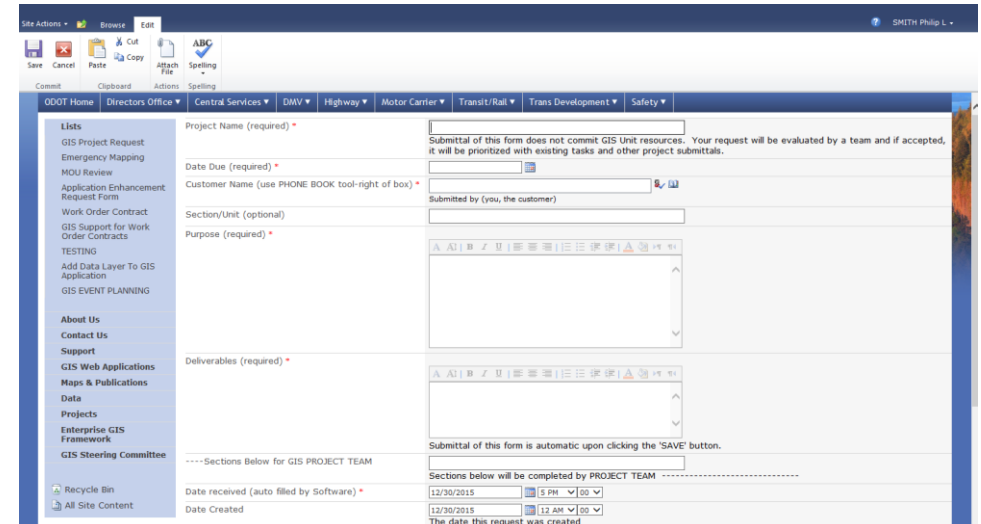 Site Actions Browse Edit SMITH Philip L
Save Cancel Paste Cut Copy Attach File ABC Spelling
Commit Clipboard Actions Spelling
ODOT Home Directors Office ▼ Central Services ▼ DMV ▼ Highway ▼ Motor Carrier ▼ Transit/Rail ▼ Trans Development ▼ Safety ▼
Lists
GIS Project Request
Emergency Mapping
MOU Review
Application Enhancement
Request Form
Work Order Contract
GIS Support for Work
Order Contracts
TESTING
Add Data Layer To GIS
Application
GIS EVENT PLANNING
About Us
Contact Us
Support
GIS Web Applications
Maps & Publications
Data
Projects
Enterprise GIS
Framework
GIS Steering Committee
Recycle Bin
All Site Content
Project Name (required) *
Submittal of this form does not commit GIS Unit resources. Your request will be evaluated by a team and if accepted,
it will be prioritized with existing tasks and other project submittals.
Date Due (required) *
Customer Name (use PHONE BOOK tool-right of box) *
Submitted by (you, the customer)
Section/Unit (optional)
Purpose (required) *
A AI B I U A
Deliverables (required) *
A AI B I U A
Submittal of this form is automatic upon clicking the 'SAVE' button.
----Sections Below for GIS PROJECT TEAM
Sections below will be completed by PROJECT TEAM -----------------------------
Date received (auto filled by Software) * 12/30/2015 5 PM 00
Date Created 12/30/2015 12 AM 00
The date this request was created